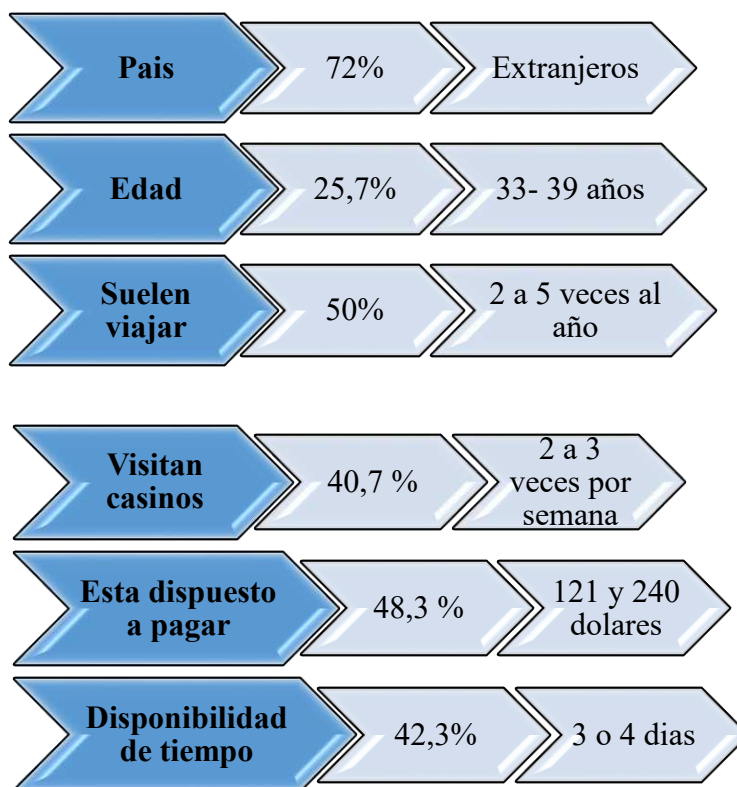 Pais
72%
Extranjeros
Edad
25,7%
33- 39 años
Suelen
viajar
50%
2 a 5 veces al
año
Visitan
casinos
40,7 %
2 a 3
veces por
semana
Esta dispuesto
a pagar
48,3 %
121 y 240
dolares
Disponibilidad
de tiempo
42,3%
3 o 4 dias